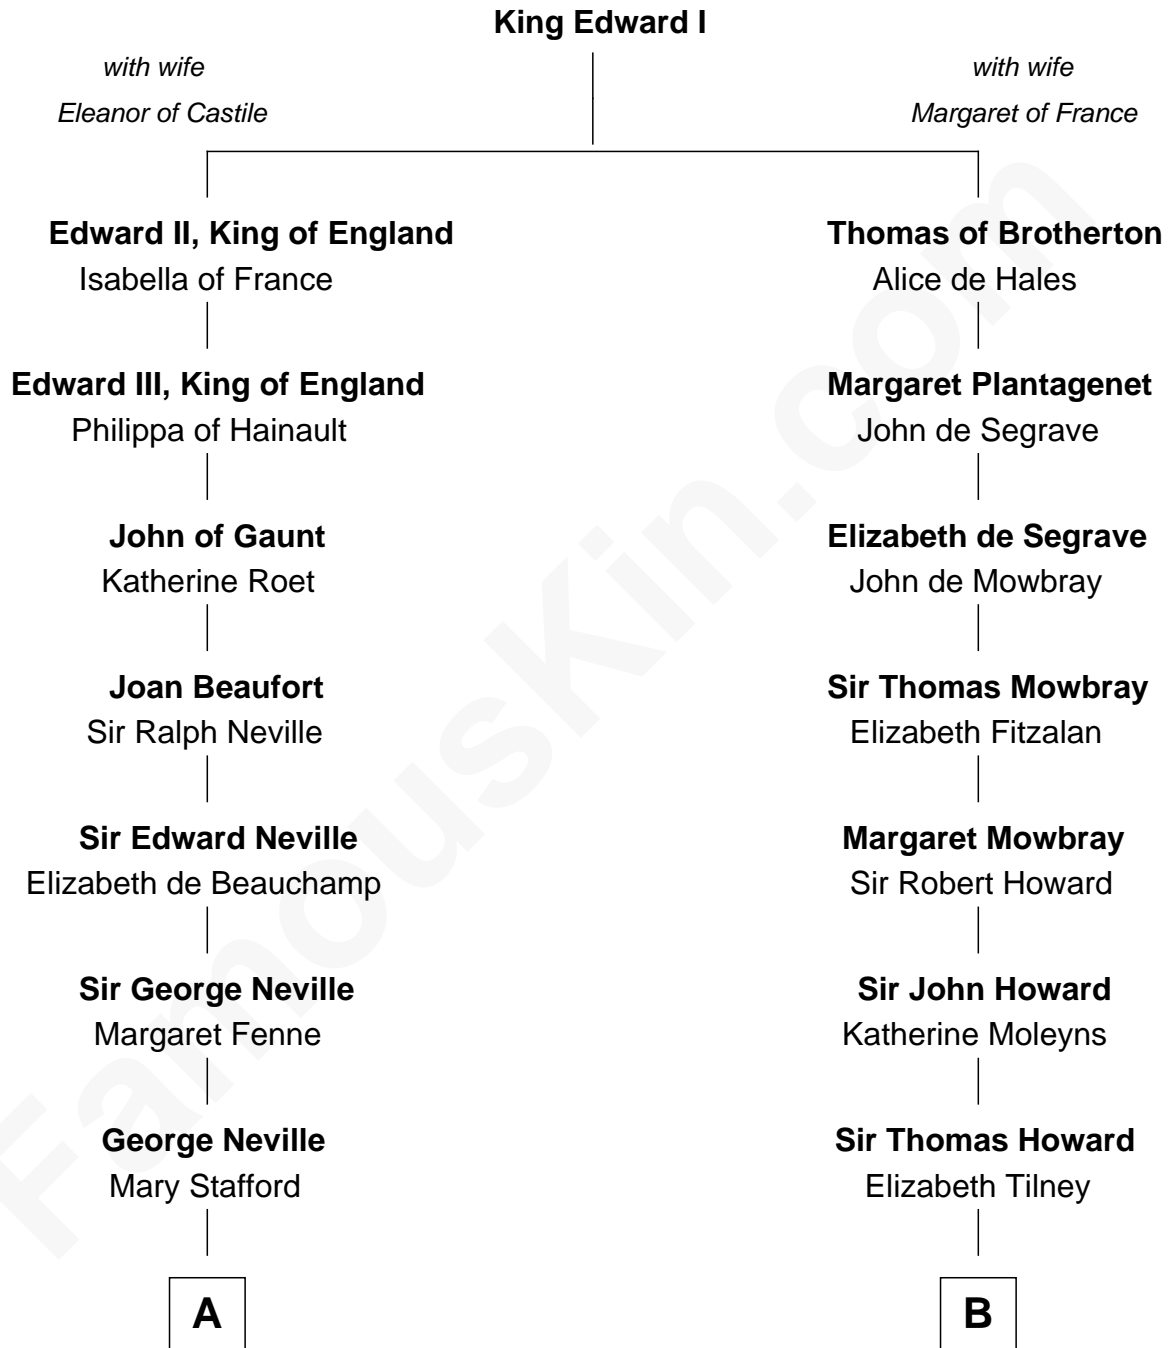 King Edward I
with wife
Eleanor of Castile
with wife
Margaret of France
Edward II, King of England
Isabella of France
Thomas of Brotherton
Alice de Hales
Edward III, King of England
Philippa of Hainault
Margaret Plantagenet
John de Segrave
John of Gaunt
Katherine Roet
Elizabeth de Segrave
John de Mowbray
Joan Beaufort
Sir Ralph Neville
Sir Thomas Mowbray
Elizabeth Fitzalan
Sir Edward Neville
Elizabeth de Beauchamp
Margaret Mowbray
Sir Robert Howard
Sir George Neville
Margaret Fenne
Sir John Howard
Katherine Moleyns
George Neville
Mary Stafford
Sir Thomas Howard
Elizabeth Tilney
A
B
FamousKin.com